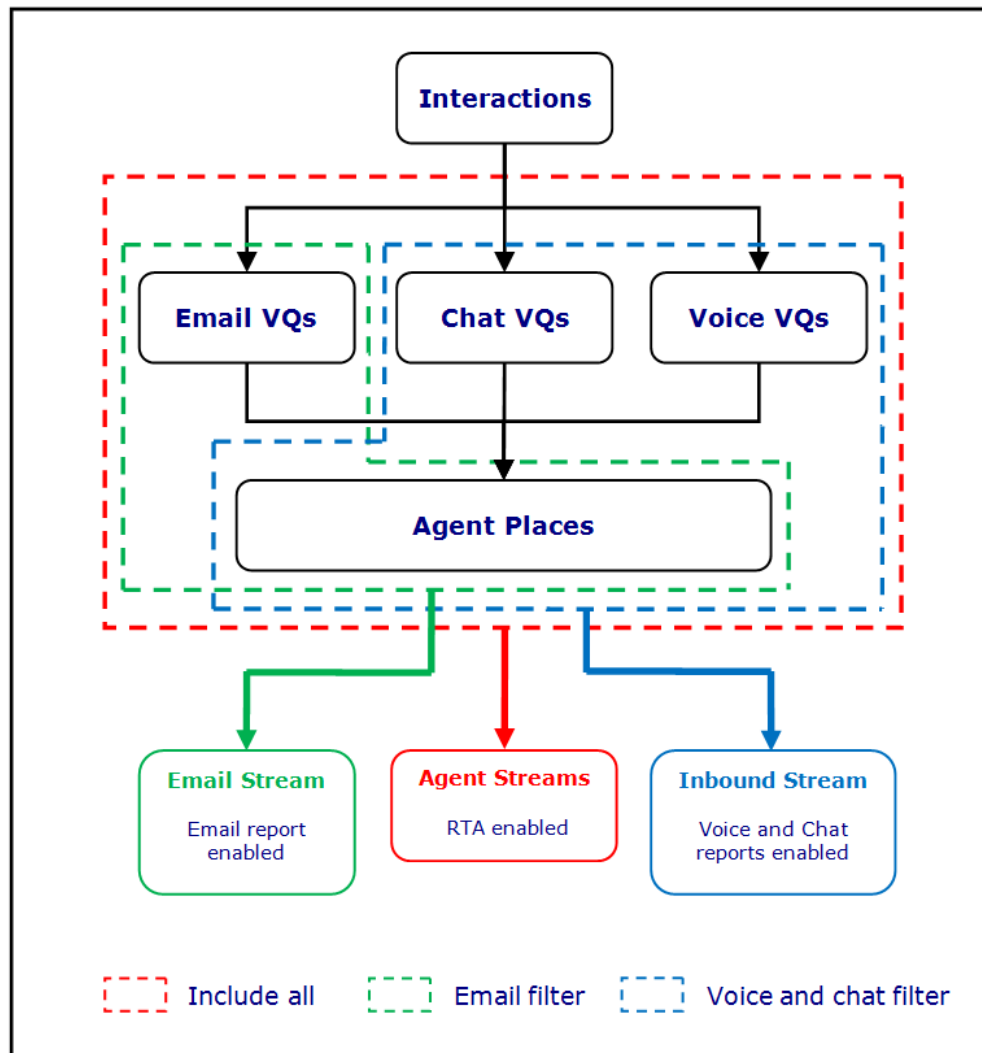 Interactions
Email VQs
Chat VQs
Voice VQs
Agent Places
Email Stream
Email report
enabled
Agent Streams
RTA enabled
Inbound Stream
Voice and Chat
reports enabled
Include all
Email filter
Voice and chat filter